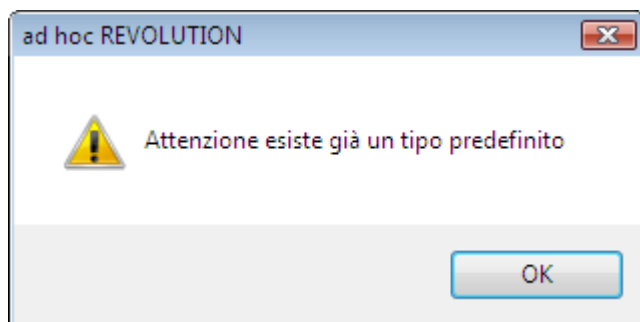 ad hoc REVOLUTION
Attenzione esiste già un tipo predefinito
OK